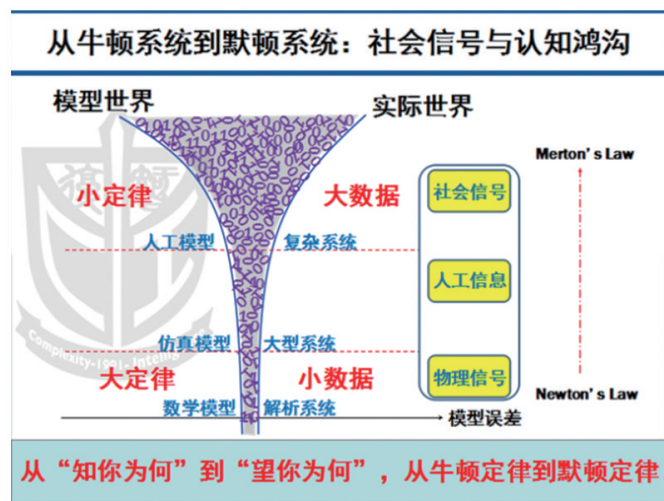 从牛顿系统到默顿系统：社会信号与认知鸿沟
模型世界 实际世界
Merton's Law
小定律 大数据 社会信号
人工模型 复杂系统
人工信息
仿真模型 大型系统
大定律 小数据 物理信号
Newton's Law
数学模型 解析系统 模型误差
Complexity-1991-Intelligence
从“知你为何”到“望你为何”，从牛顿定律到默顿定律